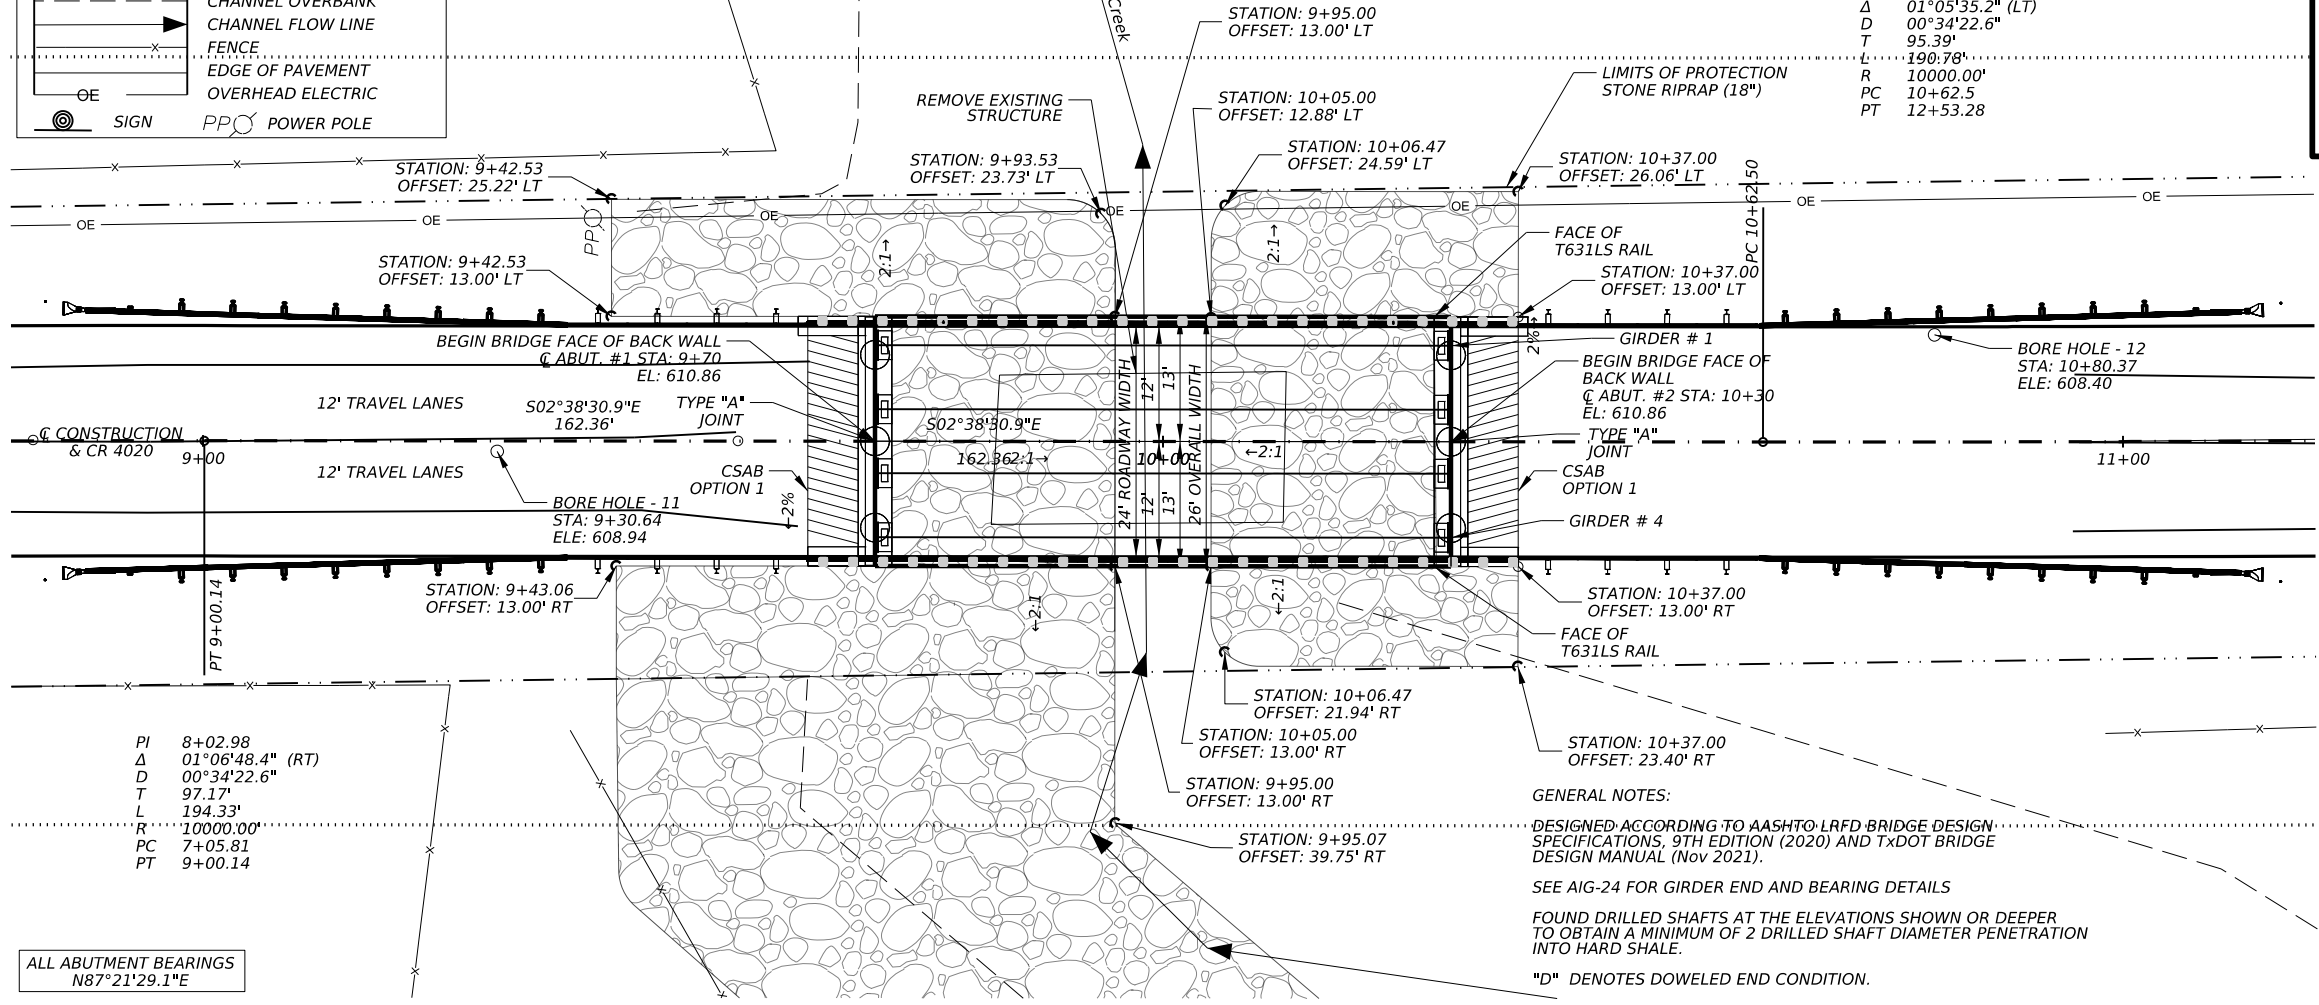 CHANNEL OVERBANK
CHANNEL FLOW LINE
FENCE
EDGE OF PAVEMENT
OE OVERHEAD ELECTRIC
SIGN PP POWER POLE
Creek
STATION: 9+95.00
OFFSET: 13.00' LT
Δ 01°05'35.2" (LT)
D 00°34'22.6"
T 95.39'
L 190.78'
R 10000.00'
PC 10+62.5
PT 12+53.28
LIMITS OF PROTECTION
STONE RIPRAP (18")
REMOVE EXISTING
STRUCTURE
STATION: 10+05.00
OFFSET: 12.88' LT
STATION: 9+42.53
OFFSET: 25.22' LT
STATION: 9+93.53
OFFSET: 23.73' LT
STATION: 10+06.47
OFFSET: 24.59' LT
STATION: 10+37.00
OFFSET: 26.06' LT
PC 10+62.50
OE
OE
OE
OE
OE
OE
OE
PP
2:1→
2:1→
FACE OF
T631LS RAIL
STATION: 9+42.53
OFFSET: 13.00' LT
STATION: 10+37.00
OFFSET: 13.00' LT
BEGIN BRIDGE FACE OF BACK WALL
℄ ABUT. #1 STA: 9+70
EL: 610.86
2%→
GIRDER # 1
BEGIN BRIDGE FACE OF
BACK WALL
℄ ABUT. #2 STA: 10+30
EL: 610.86
BORE HOLE - 12
STA: 10+80.37
ELE: 608.40
12' TRAVEL LANES
S02°38'30.9"E
162.36'
TYPE "A"
JOINT
24' ROADWAY WIDTH
12'
13'
26' OVERALL WIDTH
12'
13'
S02°38'30.9"E
162.36'
2:1→
10+00
←2:1
TYPE "A"
JOINT
℄ CONSTRUCTION
& CR 4020
9+00
11+00
12' TRAVEL LANES
CSAB
OPTION 1
←2%
CSAB
OPTION 1
BORE HOLE - 11
STA: 9+30.64
ELE: 608.94
GIRDER # 4
PT 9+00.14
STATION: 9+43.06
OFFSET: 13.00' RT
←2:1
←2:1
STATION: 10+37.00
OFFSET: 13.00' RT
FACE OF
T631LS RAIL
STATION: 10+06.47
OFFSET: 21.94' RT
STATION: 10+05.00
OFFSET: 13.00' RT
STATION: 10+37.00
OFFSET: 23.40' RT
STATION: 9+95.00
OFFSET: 13.00' RT
STATION: 9+95.07
OFFSET: 39.75' RT
PI 8+02.98
Δ 01°06'48.4" (RT)
D 00°34'22.6"
T 97.17'
L 194.33'
R 10000.00'
PC 7+05.81
PT 9+00.14
GENERAL NOTES:
DESIGNED ACCORDING TO AASHTO LRFD BRIDGE DESIGN
SPECIFICATIONS, 9TH EDITION (2020) AND TxDOT BRIDGE
DESIGN MANUAL (Nov 2021).
SEE AIG-24 FOR GIRDER END AND BEARING DETAILS
FOUND DRILLED SHAFTS AT THE ELEVATIONS SHOWN OR DEEPER
TO OBTAIN A MINIMUM OF 2 DRILLED SHAFT DIAMETER PENETRATION
INTO HARD SHALE.
"D" DENOTES DOWELED END CONDITION.
ALL ABUTMENT BEARINGS
N87°21'29.1"E